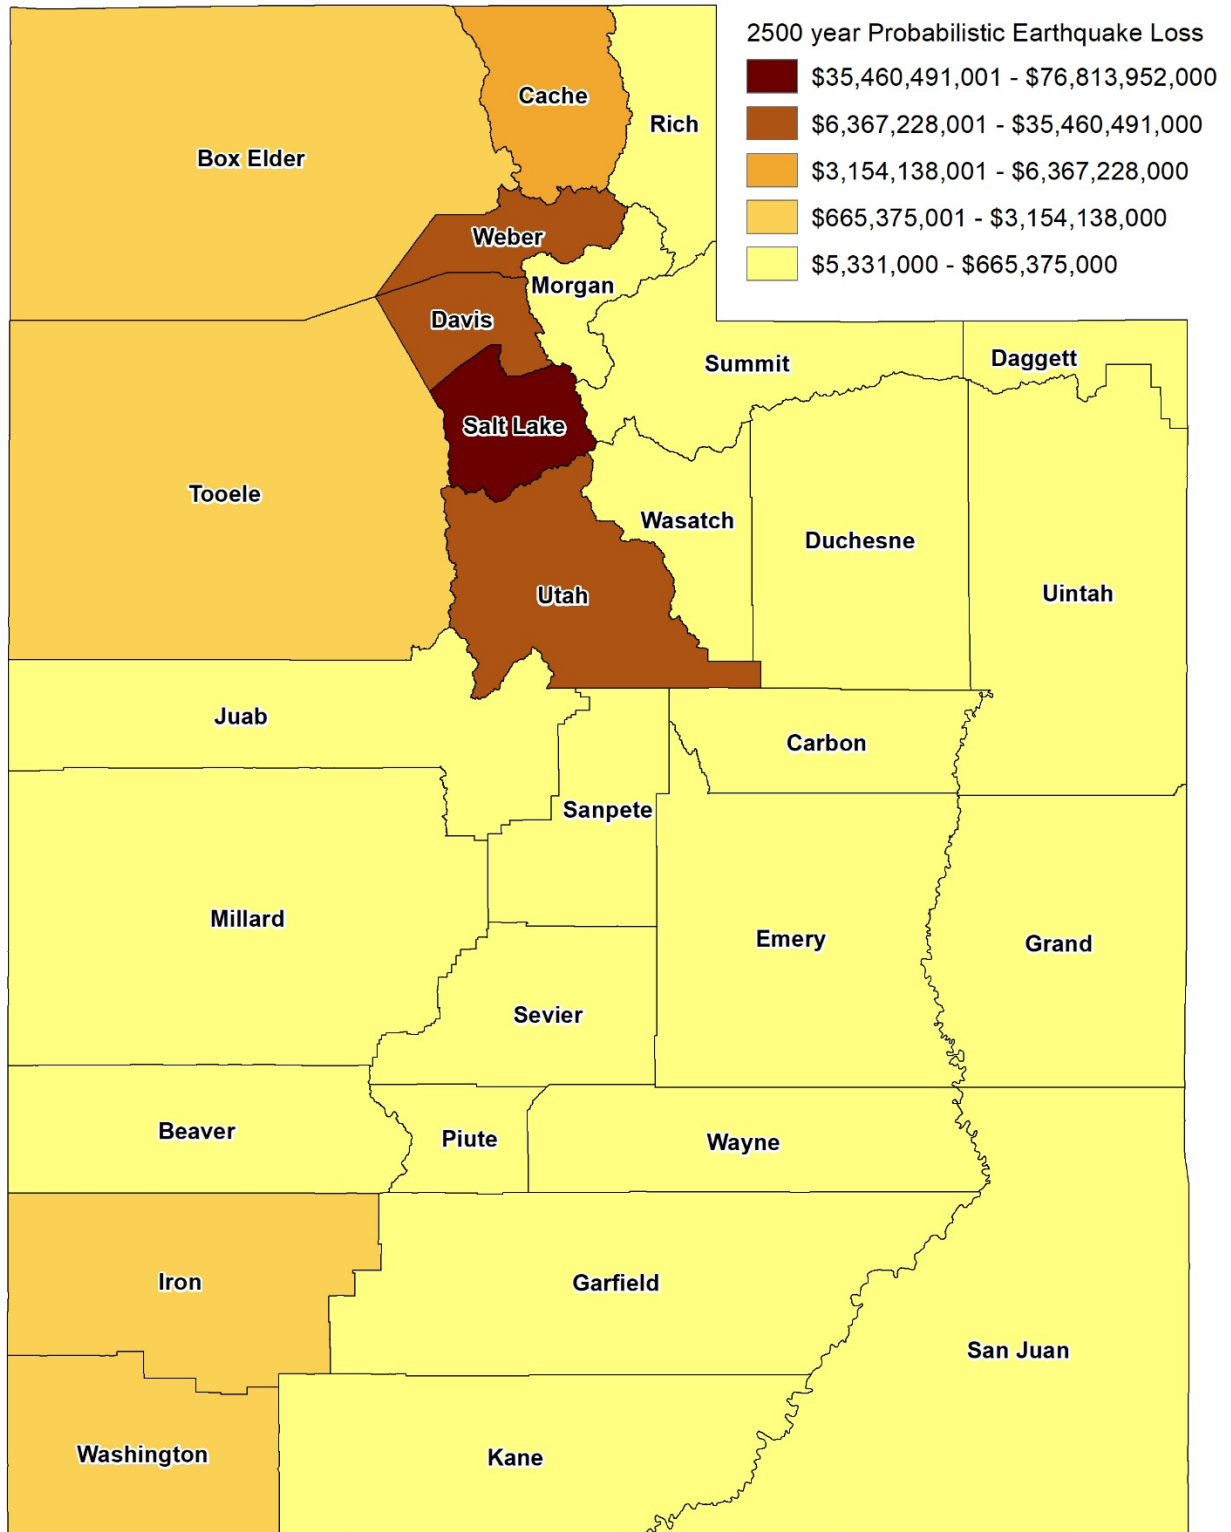 2500 year Probabilistic Earthquake Loss
$35,460,491,001 - $76,813,952,000
$6,367,228,001 - $35,460,491,000
$3,154,138,001 - $6,367,228,000
$665,375,001 - $3,154,138,000
$5,331,000 - $665,375,000
Cache
Rich
Box Elder
Weber
Morgan
Davis
Summit
Daggett
Salt Lake
Tooele
Wasatch
Duchesne
Uintah
Utah
Juab
Carbon
Sanpete
Millard
Emery
Grand
Sevier
Beaver
Piute
Wayne
Iron
Garfield
San Juan
Washington
Kane